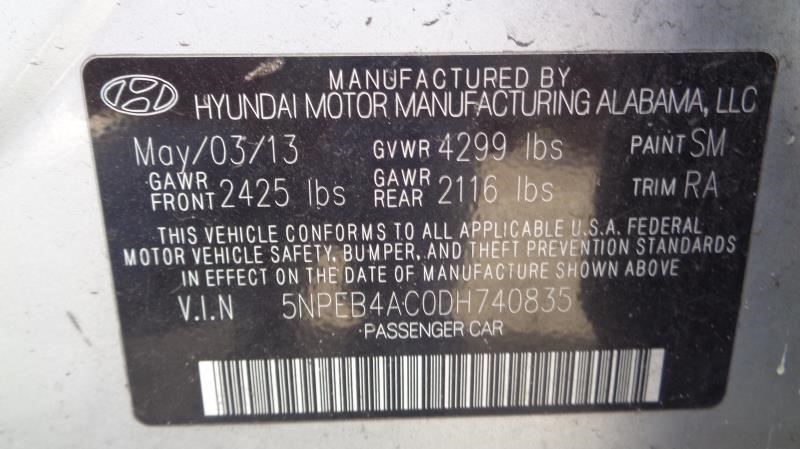 MANUFACTURED BY
HYUNDAI MOTOR MANUFACTURING ALABAMA, LLC
May/03/13 GVWR 4299 lbs PAINT SM
GAWR FRONT 2425 lbs GAWR REAR 2116 lbs TRIM RA
THIS VEHICLE CONFORMS TO ALL APPLICABLE U.S.A. FEDERAL
MOTOR VEHICLE SAFETY, BUMPER, AND THEFT PREVENTION STANDARDS
IN EFFECT ON THE DATE OF MANUFACTURE SHOWN ABOVE
V.I.N 5NPEB4AC0DH740835
PASSENGER CAR